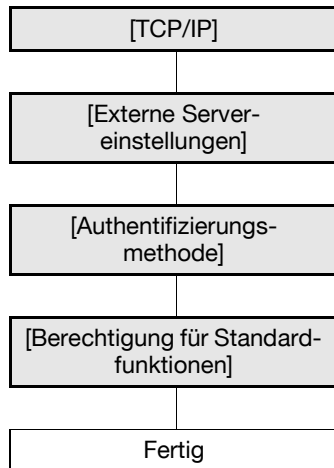 [TCP/IP]
[Externe Server-
einstellungen]
[Authentifizierungs-
methode]
[Berechtigung für Standard-
funktionen]
Fertig